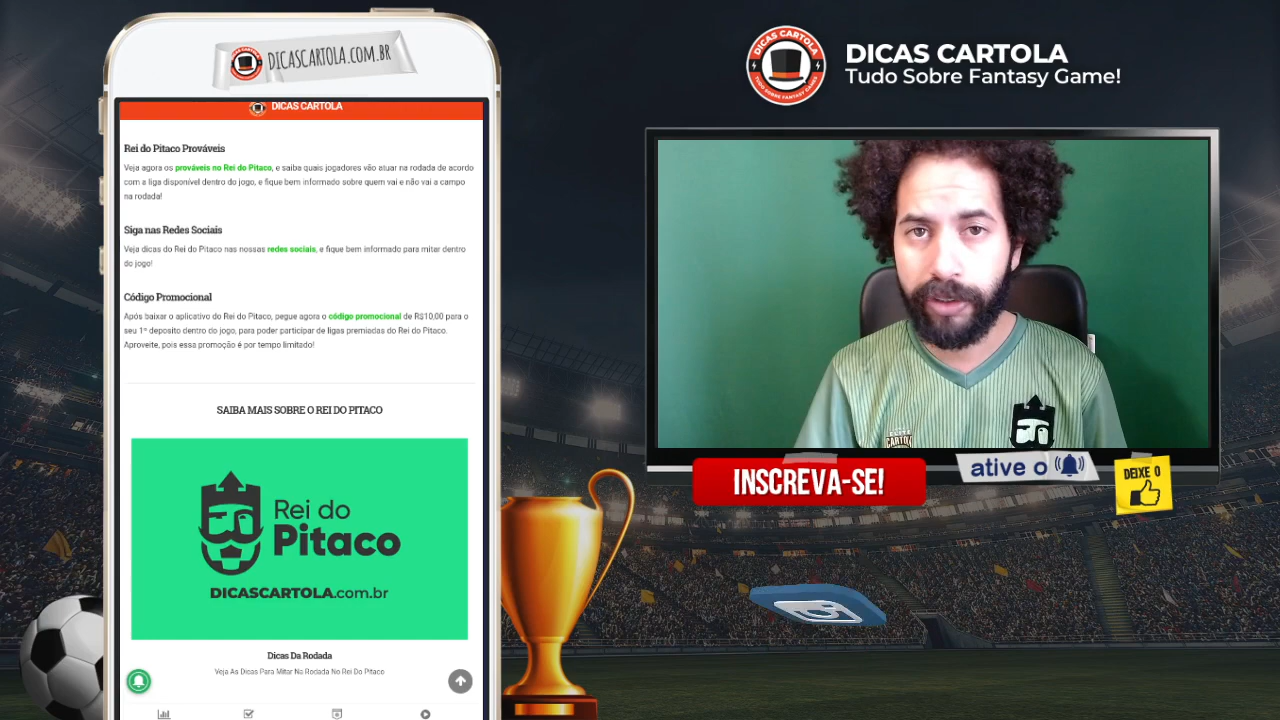 DICASCARTOLA.COM.BR
DICAS CARTOLA
Rei do Pitaco Prováveis
Veja agora os prováveis no Rei do Pitaco, e saiba quais jogadores vão atuar na rodada de acordo
com a liga disponível dentro do jogo, e fique bem informado sobre quem vai e não vai a campo
na rodada!
Siga nas Redes Sociais
Veja dicas do Rei do Pitaco nas nossas redes sociais, e fique bem informado para mitar dentro
do jogo!
Código Promocional
Após baixar o aplicativo do Rei do Pitaco, pegue agora o código promocional de R$10,00 para o
seu 1º deposito dentro do jogo, para poder participar de ligas premiadas do Rei do Pitaco.
Aproveite, pois essa promoção é por tempo limitado!
SAIBA MAIS SOBRE O REI DO PITACO
Rei do
Pitaco
DICASCARTOLA.com.br
Dicas Da Rodada
Veja As Dicas Para Mitar Na Rodada No Rei Do Pitaco
DICAS CARTOLA
TUDO SOBRE FANTASY GAMES!
DICAS CARTOLA
Tudo Sobre Fantasy Game!
INSCREVA-SE!
ative o
DEIXE O